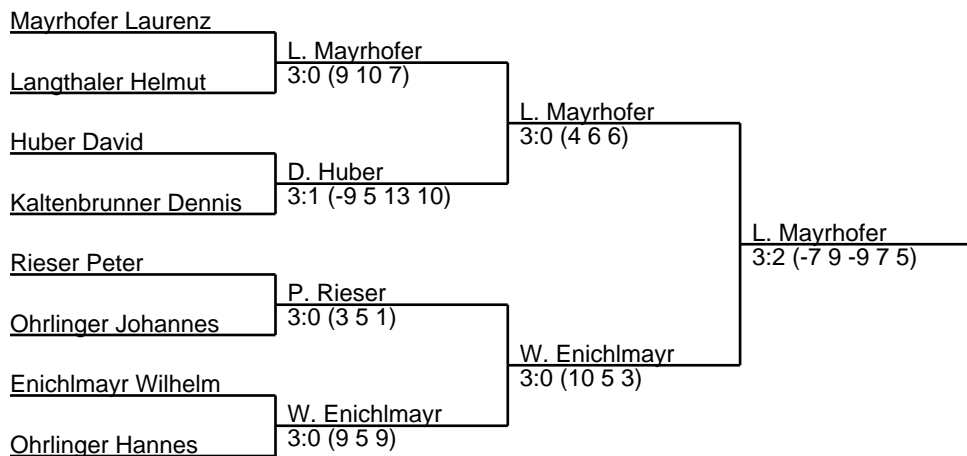 Mayrhofer Laurenz
L. Mayrhofer
3:0 (9 10 7)
Langthaler Helmut
L. Mayrhofer
3:0 (4 6 6)
Huber David
D. Huber
3:1 (-9 5 13 10)
Kaltenbrunner Dennis
L. Mayrhofer
3:2 (-7 9 -9 7 5)
Rieser Peter
P. Rieser
3:0 (3 5 1)
Ohrlinger Johannes
W. Enichlmayr
3:0 (10 5 3)
Enichlmayr Wilhelm
W. Enichlmayr
3:0 (9 5 9)
Ohrlinger Hannes